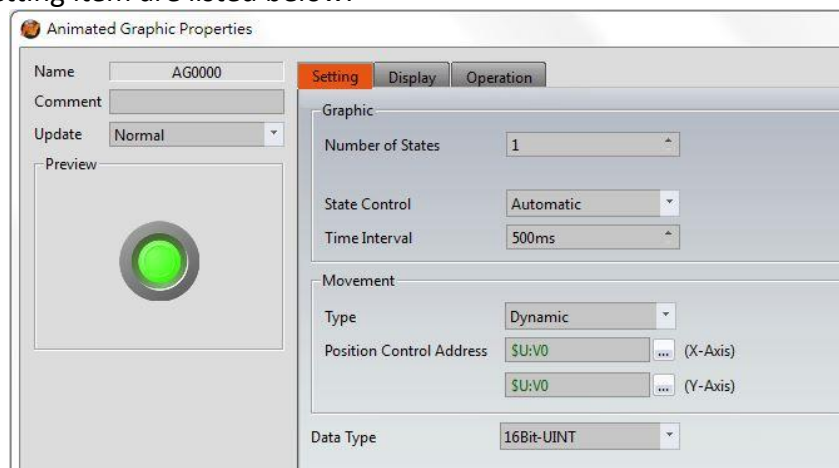 etting item are listed below.
Animated Graphic Properties
Name AG0000
Comment
Update Normal
Preview
Setting Display Operation
Graphic
Number of States 1
State Control Automatic
Time Interval 500ms
Movement
Type Dynamic
Position Control Address $U:V0 ... (X-Axis)
$U:V0 ... (Y-Axis)
Data Type 16Bit-UINT